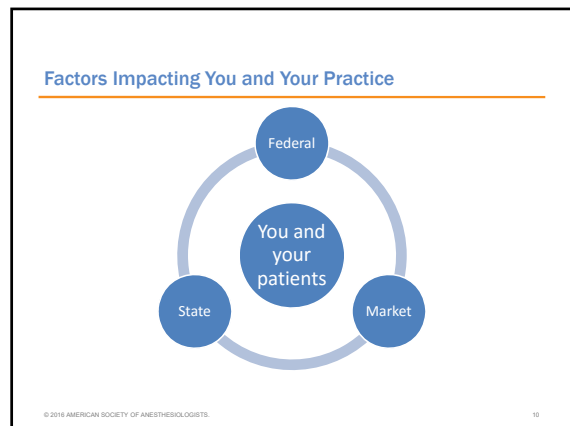 Factors Impacting You and Your Practice
Federal
You and
your
patients
State
Market
© 2016 AMERICAN SOCIETY OF ANESTHESIOLOGISTS.
10